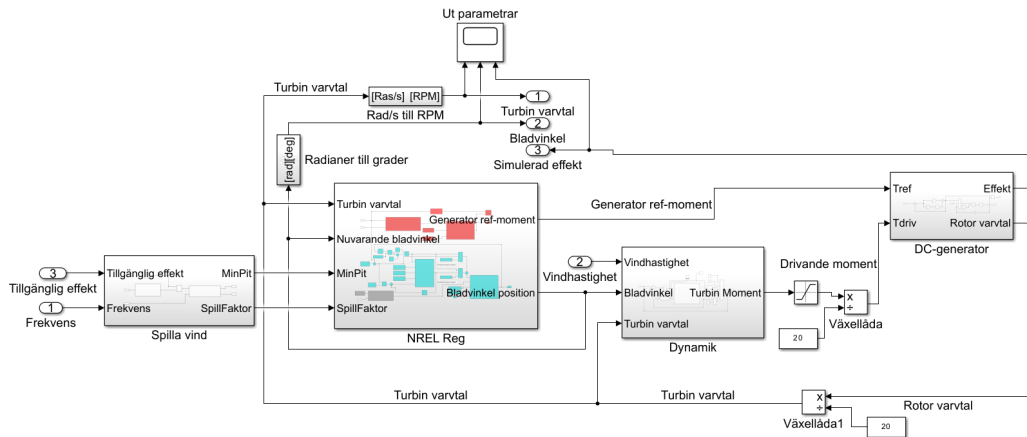 Ut parametrar
Turbin varvtal
[Ras/s] [RPM]
Rad/s till RPM
1
Turbin varvtal
2
Bladvinkel
3
Simulerad effekt
[rad][deg]
Radianer till grader
Turbin varvtal
Generator ref-moment
Nuvarande bladvinkel
MinPit
Bladvinkel position
SpillFaktor
NREL Reg
Generator ref-moment
Tref
Effekt
Tdriv
Rotor varvtal
DC-generator
3
Tillgänglig effekt
1
Frekvens
Tillgänglig effekt
MinPit
Frekvens
SpillFaktor
Spilla vind
2
Vindhastighet
Vindhastighet
Bladvinkel
Turbin Moment
Turbin varvtal
Dynamik
Drivande moment
x
÷
Växellåda
20
Turbin varvtal
Turbin varvtal
x
÷
Växellåda1
Rotor varvtal
20